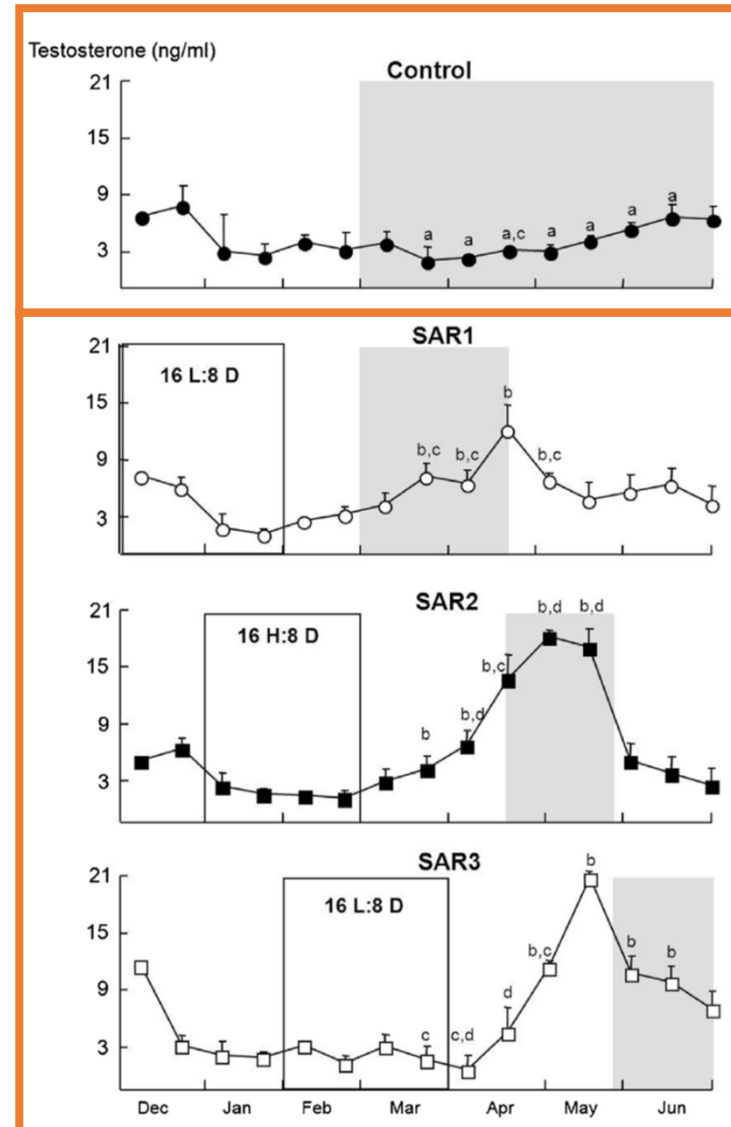 Testosterone (ng/ml)
Control
21
15
9
3
a a a,c a a a a
SAR1
21
15
9
3
16 L:8 D
b,c b,c b b,c
SAR2
21
15
9
3
16 H:8 D
b b,d b,c b,d b,d
SAR3
21
15
9
3
16 L:8 D
c c,d d b,c b b b
Dec Jan Feb Mar Apr May Jun